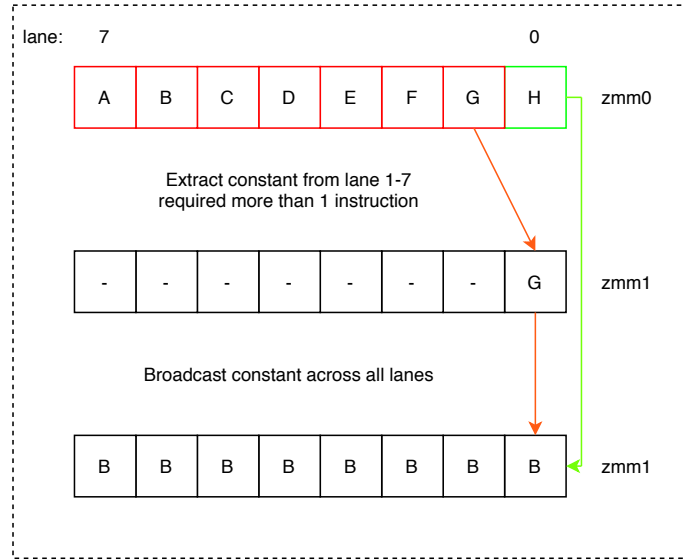 lane: 7 0
A B C D E F G H zmm0
Extract constant from lane 1-7
required more than 1 instruction
- - - - - - - G zmm1
Broadcast constant across all lanes
B B B B B B B B zmm1